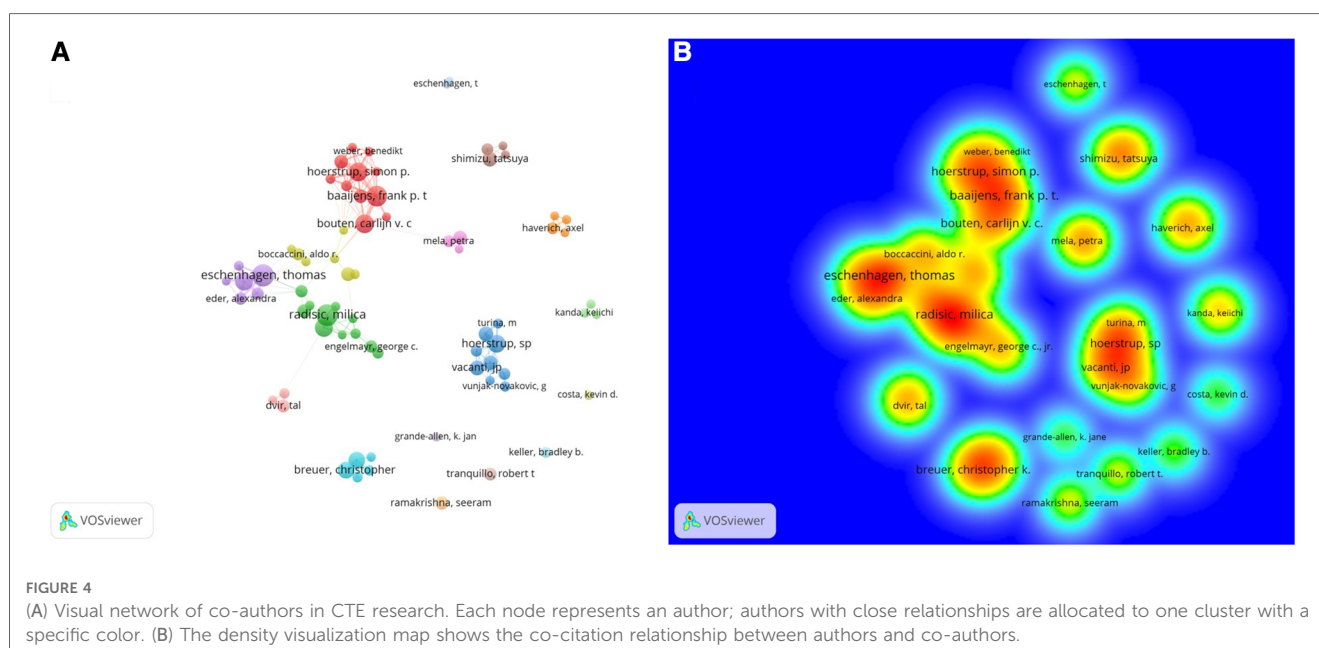 A
eschenhagen, t
weber, benedikt
shimizu, tatsuya
hoerstrup, simon p.
baaijens, frank p. t
bouten, carlijn v. c
haverich, axel
mela, petra
boccaccini, aldo r.
eschenhagen, thomas
eder, alexandra
radisic, milica
kanda, keiichi
turina, m
engelmayr, george c.
hoerstrup, sp
vacanti, jp
vunjak-novakovic, g
costa, kevin d.
dvir, tal
grande-allen, k. jan
keller, bradley b.
breuer, christopher
tranquillo, robert t
ramakrishna, seeram
VOSviewer
B
eschenhagen, t
weber, benedikt
shimizu, tatsuya
hoerstrup, simon p.
baaijens, frank p. t.
bouten, carlijn v. c.
haverich, axel
mela, petra
boccaccini, aldo r.
eschenhagen, thomas
eder, alexandra
radisic, milica
kanda, keiichi
turina, m
engelmayr, george c., jr.
hoerstrup, sp
vacanti, jp
vunjak-novakovic, g
costa, kevin d.
dvir, tal
grande-allen, k. jane
keller, bradley b.
breuer, christopher k.
tranquillo, robert t.
ramakrishna, seeram
VOSviewer
FIGURE 4
(A) Visual network of co-authors in CTE research. Each node represents an author; authors with close relationships are allocated to one cluster with a
specific color. (B) The density visualization map shows the co-citation relationship between authors and co-authors.